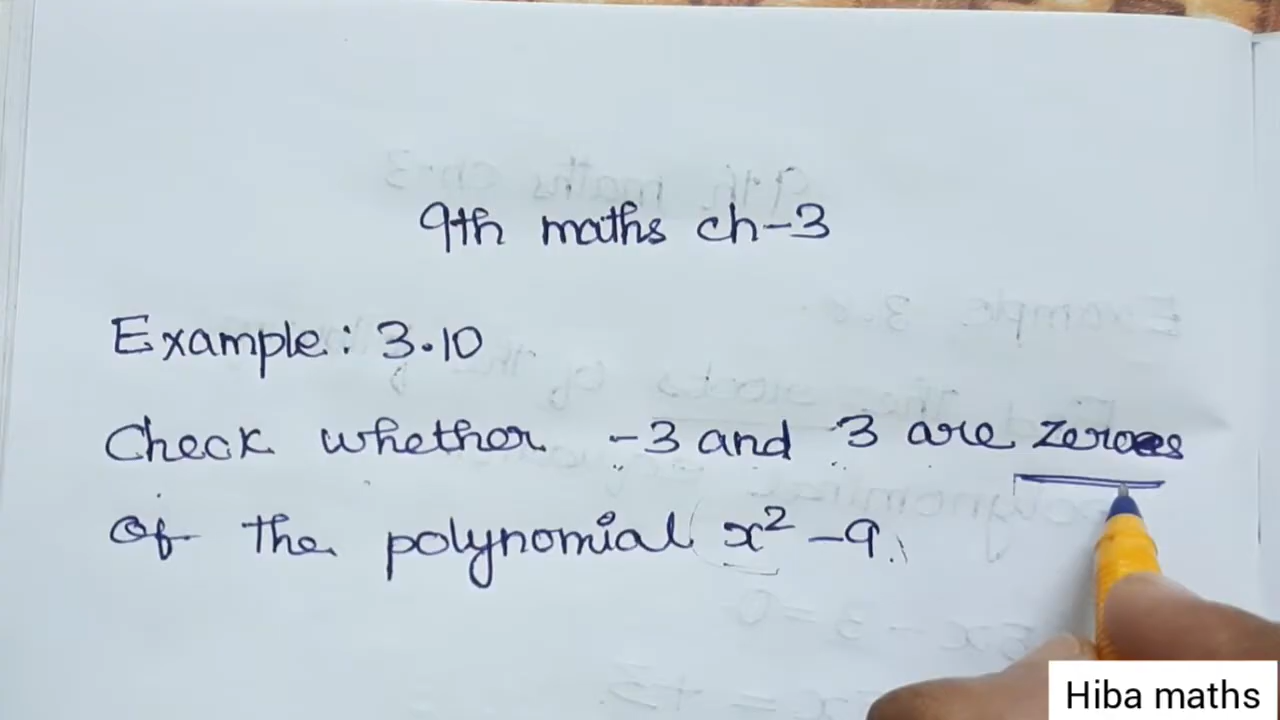 9th maths ch-3
Example: 3.10
Check whether -3 and 3 are zeroes
Of the polynomial x² -9.
Hiba maths